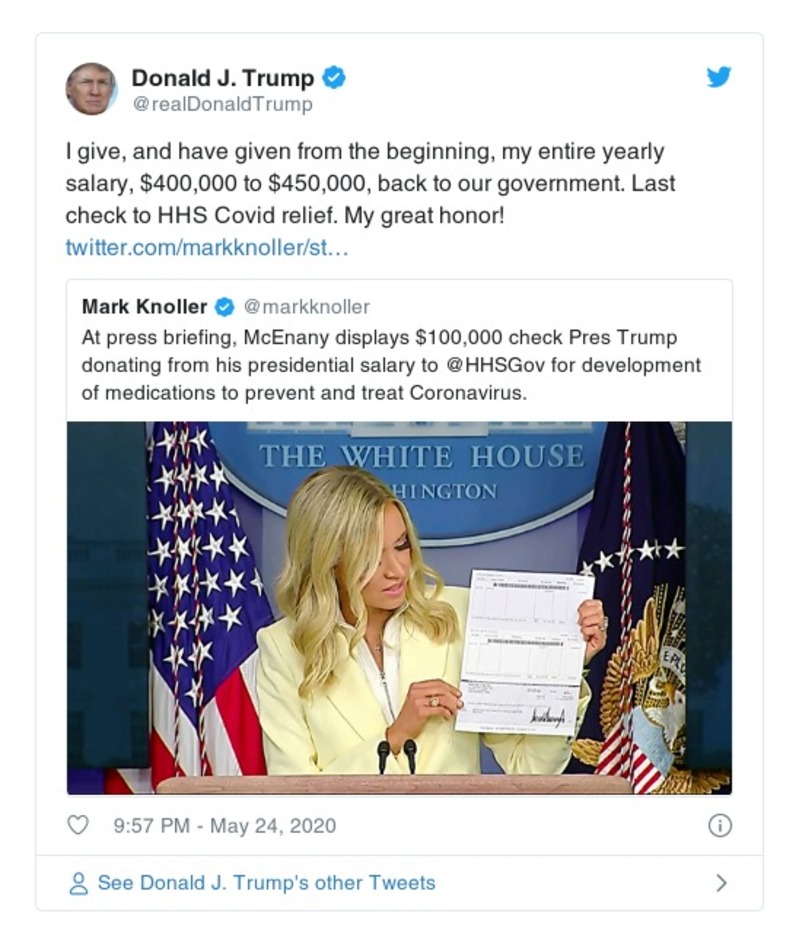 Donald J. Trump
@realDonaldTrump
I give, and have given from the beginning, my entire yearly
salary, $400,000 to $450,000, back to our government. Last
check to HHS Covid relief. My great honor!
twitter.com/markknoller/st…
Mark Knoller @markknoller
At press briefing, McEnany displays $100,000 check Pres Trump
donating from his presidential salary to @HHSGov for development
of medications to prevent and treat Coronavirus.
THE WHITE HOUSE
HINGTON
9:57 PM - May 24, 2020
See Donald J. Trump's other Tweets